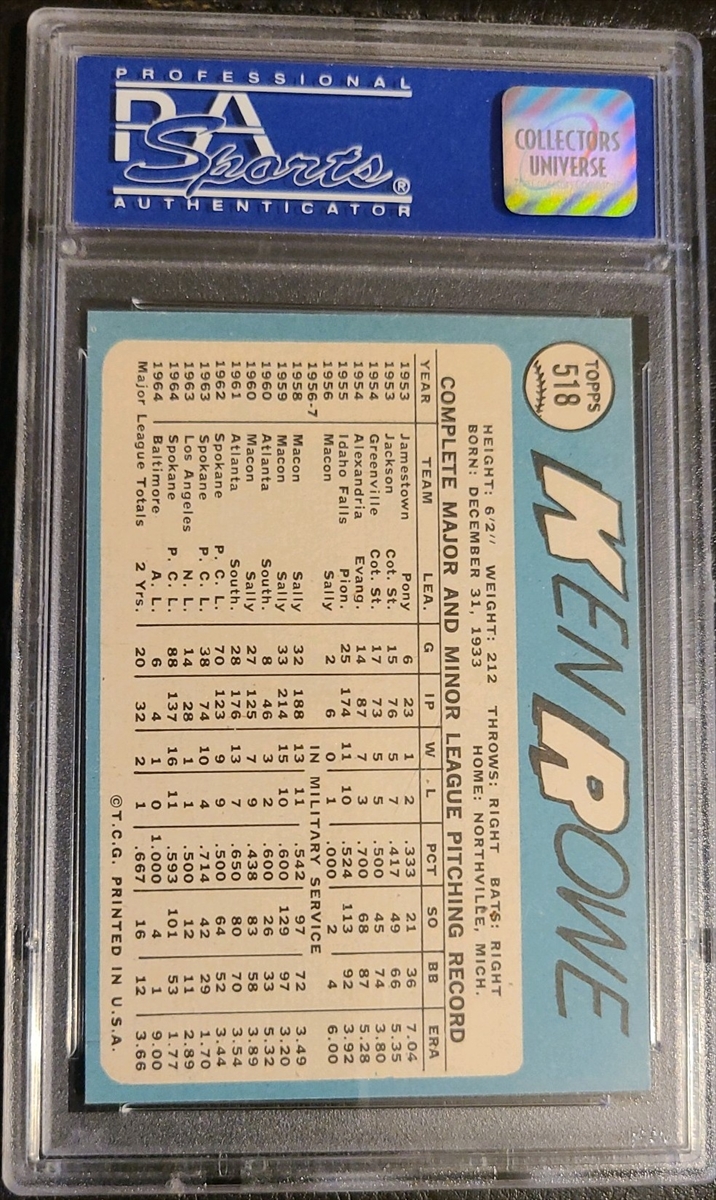 PROFESSIONAL
PSA
Sports®
AUTHENTICATOR
COLLECTORS
UNIVERSE
TOPPS
518
KEN ROWE
HEIGHT: 6'2" WEIGHT: 212 THROWS: RIGHT BATS: RIGHT
BORN: DECEMBER 31, 1933 HOME: NORTHVILLE, MICH.
COMPLETE MAJOR AND MINOR LEAGUE PITCHING RECORD
YEAR TEAM LEA. G IP W L PCT SO BB ERA
1953 Jamestown Pony 6 23 1 2 .333 21 36 7.04
1953 Jackson Cot. St. 15 76 5 7 .417 49 66 5.35
1954 Greenville Cot. St. 17 73 5 5 .500 45 74 3.80
1954 Alexandria Evang. 14 87 7 3 .700 68 87 5.28
1955 Idaho Falls Pion. 25 174 11 10 .524 113 92 3.92
1956 Macon Sally 2 6 0 1 .000 2 4 6.00
1956-7 IN MILITARY SERVICE
1958 Macon Sally 32 188 13 11 .542 97 72 3.49
1959 Macon Sally 33 214 15 10 .600 129 97 3.20
1960 Atlanta South. 8 46 3 2 .600 26 33 5.32
1960 Macon Sally 27 125 7 9 .438 83 58 3.89
1961 Atlanta South. 28 176 13 7 .650 80 70 3.54
1962 Spokane P. C. L. 70 123 9 9 .500 64 52 3.44
1963 Spokane P. C. L. 38 74 10 4 .714 42 29 1.70
1963 Los Angeles N. L. 14 28 1 1 .500 12 11 2.89
1964 Spokane P. C. L. 88 137 16 11 .593 101 53 1.77
1964 Baltimore A. L. 6 4 1 0 1.000 4 1 9.00
Major League Totals 2 Yrs. 20 32 2 1 .667 16 12 3.66
©T.C.G. PRINTED IN U.S.A.